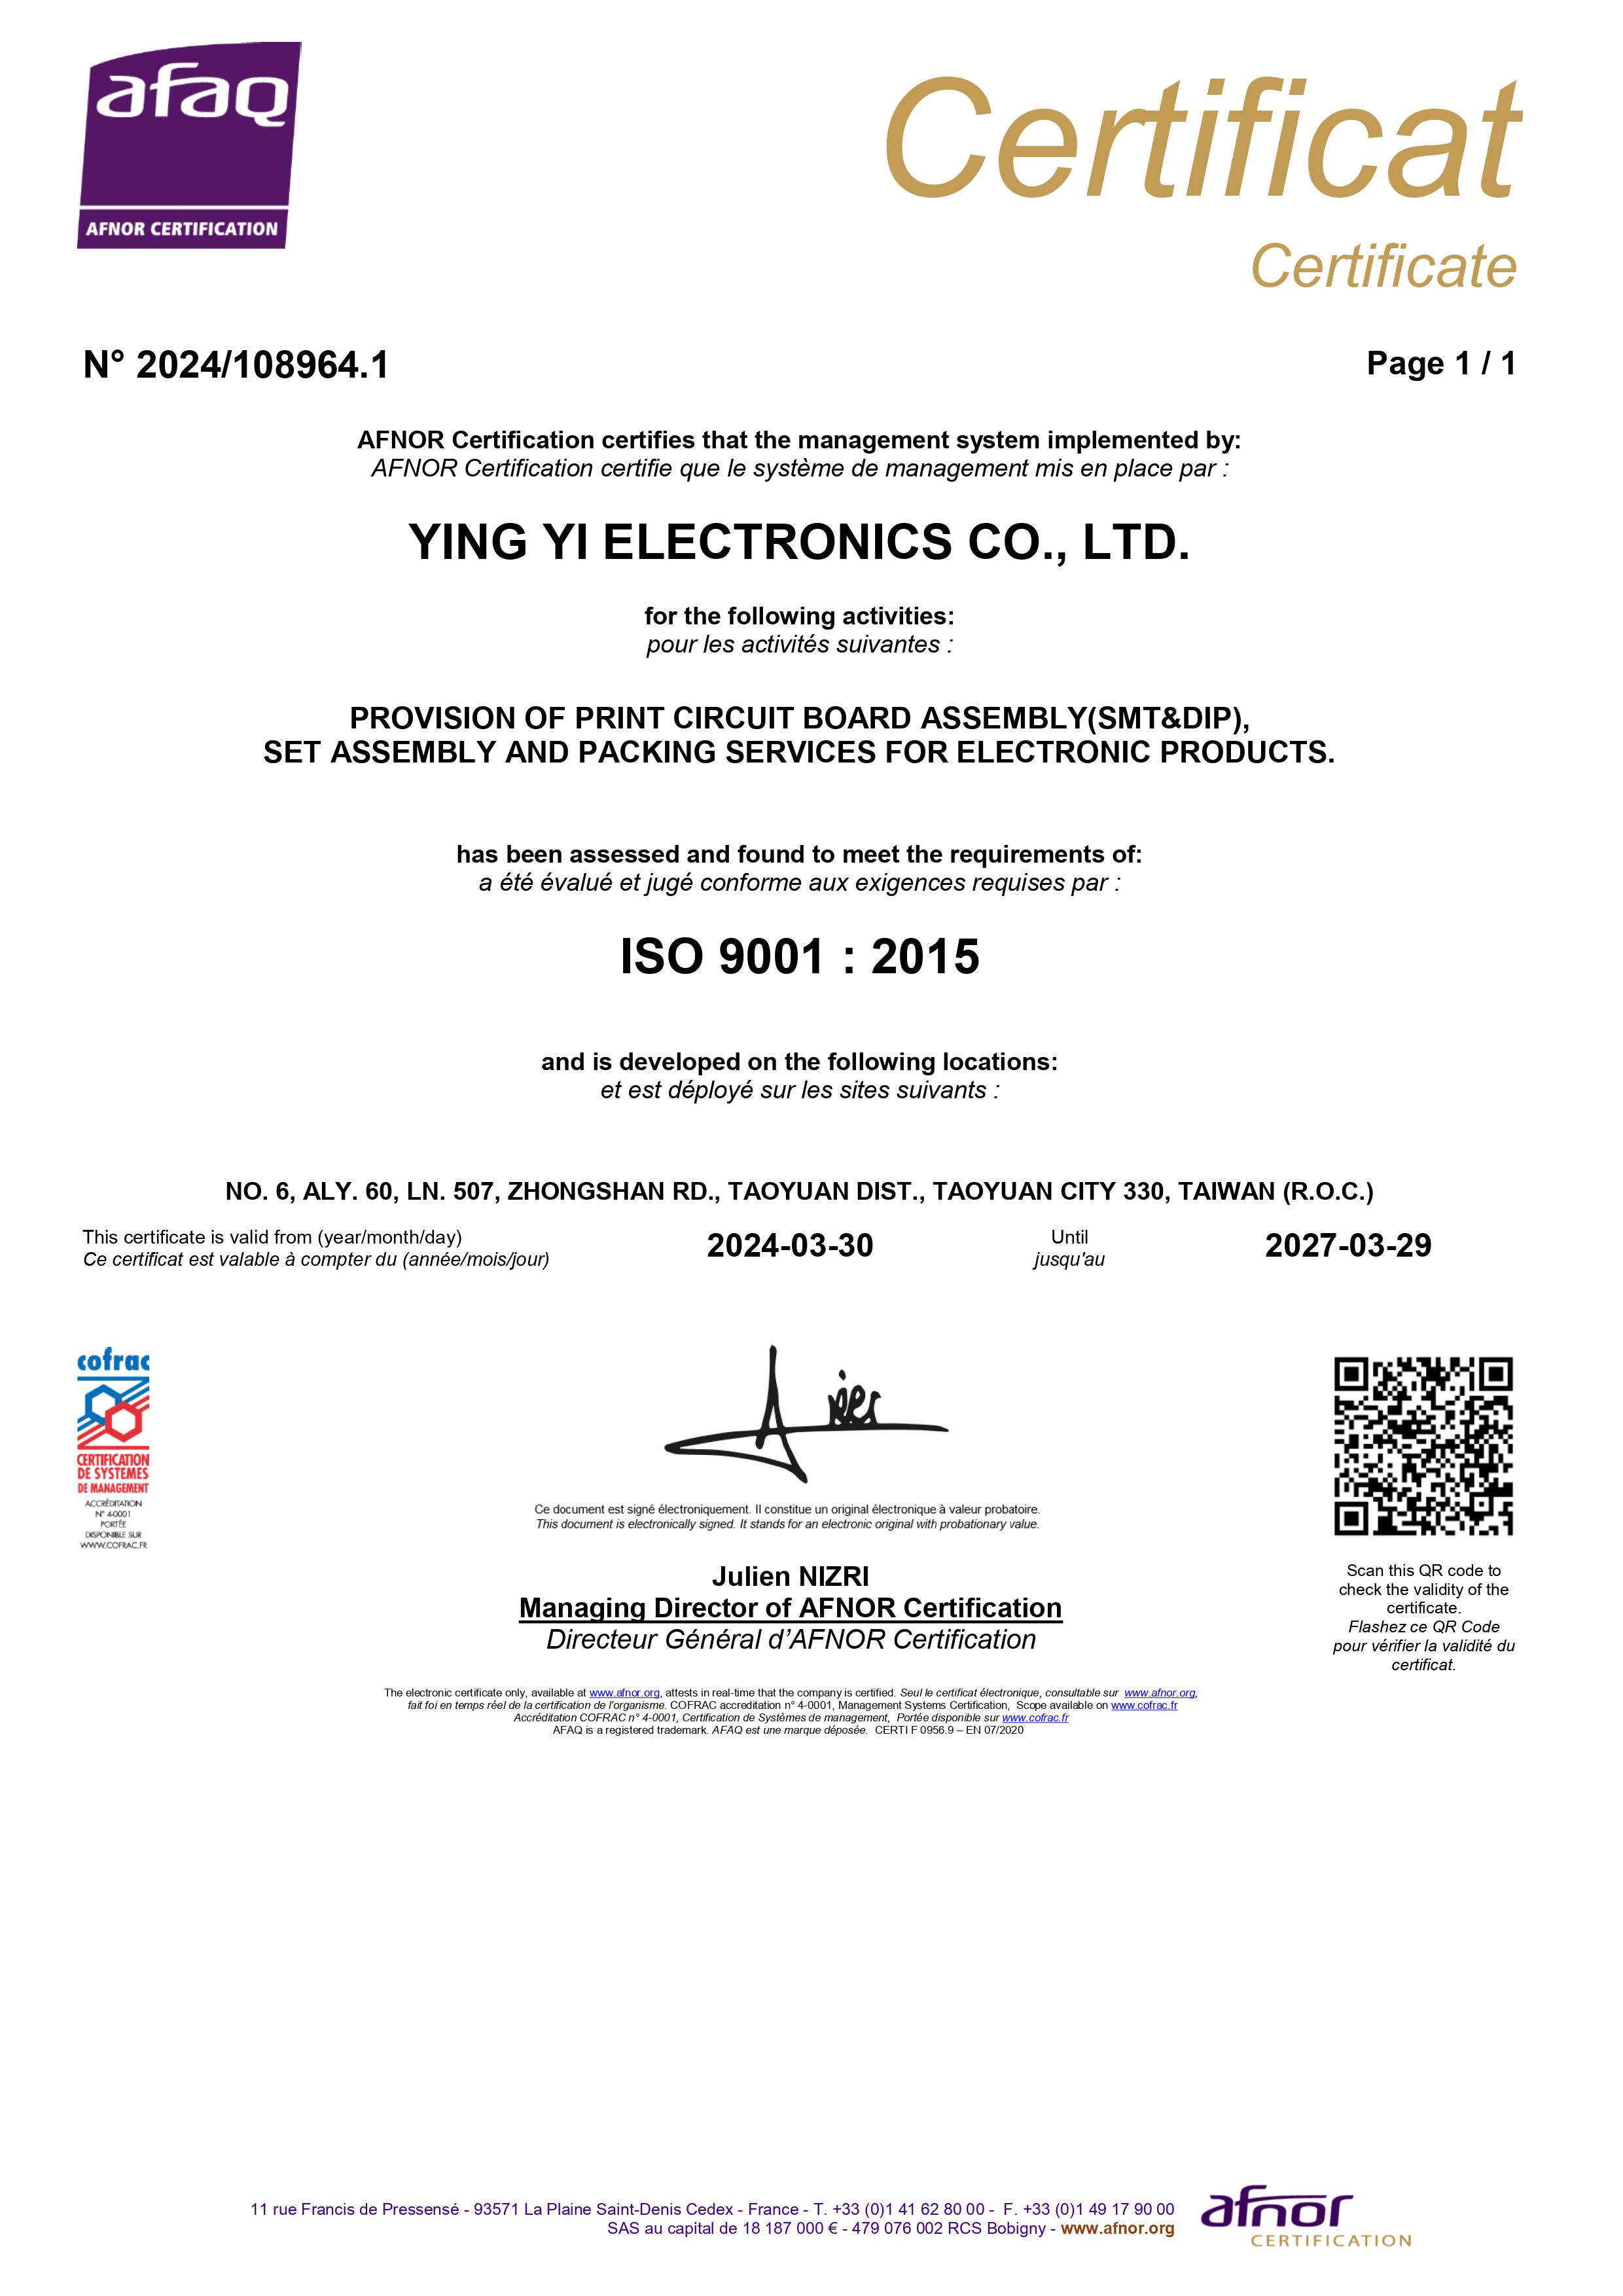 afaq
AFNOR CERTIFICATION
Certificat
Certificate
N° 2024/108964.1
Page 1 / 1
AFNOR Certification certifies that the management system implemented by:
AFNOR Certification certifie que le système de management mis en place par :
YING YI ELECTRONICS CO., LTD.
for the following activities:
pour les activités suivantes :
PROVISION OF PRINT CIRCUIT BOARD ASSEMBLY(SMT&DIP),
SET ASSEMBLY AND PACKING SERVICES FOR ELECTRONIC PRODUCTS.
has been assessed and found to meet the requirements of:
a été évalué et jugé conforme aux exigences requises par :
ISO 9001 : 2015
and is developed on the following locations:
et est déployé sur les sites suivants :
NO. 6, ALY. 60, LN. 507, ZHONGSHAN RD., TAOYUAN DIST., TAOYUAN CITY 330, TAIWAN (R.O.C.)
This certificate is valid from (year/month/day)
Ce certificat est valable à compter du (année/mois/jour)
2024-03-30
Until
jusqu'au
2027-03-29
cofrac
CERTIFICATION
DE SYSTEMES
DE MANAGEMENT
ACCRÉDITATION
N° 4-0001
PORTÉE
DISPONIBLE SUR
WWW.COFRAC.FR
Ce document est signé électroniquement. Il constitue un original électronique à valeur probatoire.
This document is electronically signed. It stands for an electronic original with probationary value.
Julien NIZRI
Managing Director of AFNOR Certification
Directeur Général d’AFNOR Certification
Scan this QR code to
check the validity of the
certificate.
Flashez ce QR Code
pour vérifier la validité du
certificat.
The electronic certificate only, available at www.afnor.org, attests in real-time that the company is certified. Seul le certificat électronique, consultable sur www.afnor.org,
fait foi en temps réel de la certification de l’organisme. COFRAC accreditation n° 4-0001, Management Systems Certification, Scope available on www.cofrac.fr
Accréditation COFRAC n° 4-0001, Certification de Systèmes de management, Portée disponible sur www.cofrac.fr
AFAQ is a registered trademark. AFAQ est une marque déposée. CERTI F 0956.9 – EN 07/2020
11 rue Francis de Pressensé - 93571 La Plaine Saint-Denis Cedex - France - T. +33 (0)1 41 62 80 00 - F. +33 (0)1 49 17 90 00
SAS au capital de 18 187 000 € - 479 076 002 RCS Bobigny - www.afnor.org
afnor
CERTIFICATION